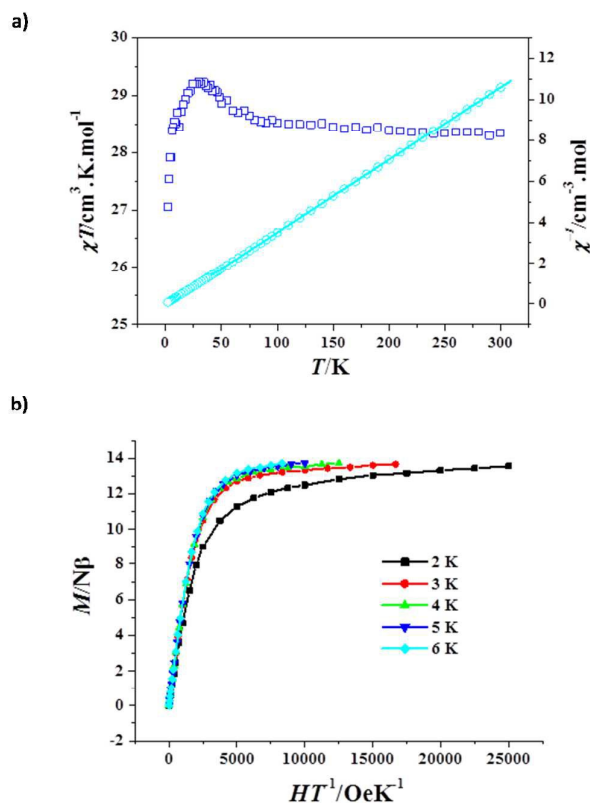 a)
χT/cm³.K.mol⁻¹
30
29
28
27
26
25
12
10
8
6
4
2
0
χ⁻¹/cm⁻³.mol
0 50 100 150 200 250 300
T/K
b)
M/Nβ
14
12
10
8
6
4
2
0
-2
2 K
3 K
4 K
5 K
6 K
0 5000 10000 15000 20000 25000
HT¹/OeK⁻¹